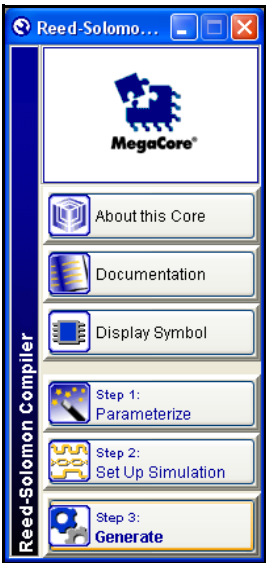 Reed-Solomo...
MegaCore®
About this Core
Documentation
Display Symbol
Step 1:
Parameterize
Step 2:
Set Up Simulation
Step 3:
Generate
Reed-Solomon Compiler